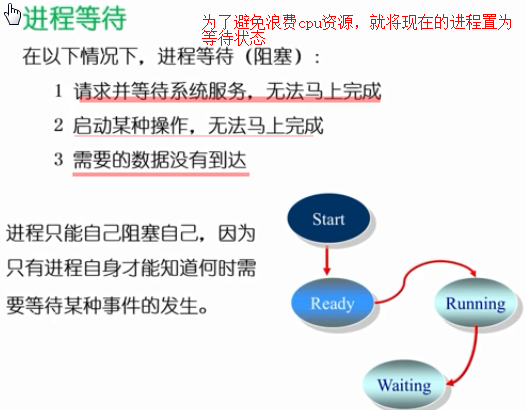 进程等待
为了避免浪费cpu资源，就将现在的进程置为
等待状态
在以下情况下，进程等待（阻塞）：
1 请求并等待系统服务，无法马上完成
2 启动某种操作，无法马上完成
3 需要的数据没有到达
进程只能自己阻塞自己，因为
只有进程自身才能知道何时需
要等待某种事件的发生。
Start
Ready
Running
Waiting